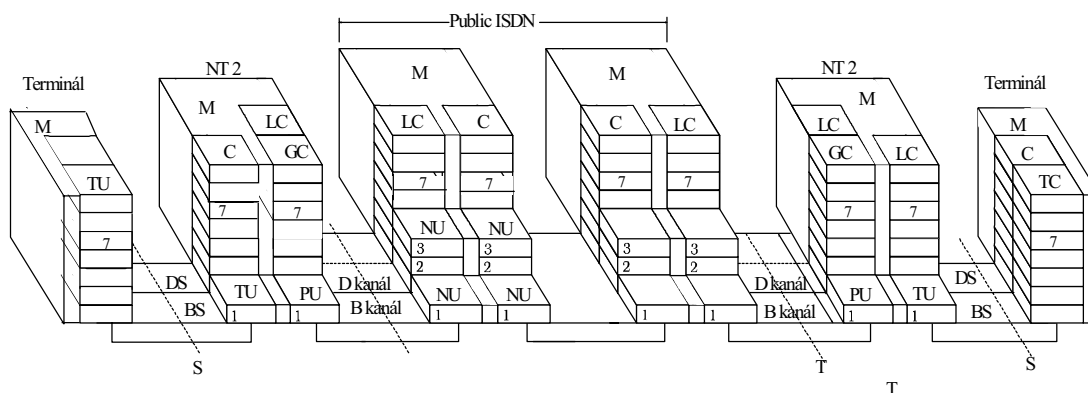 Public ISDN
Terminál
NT 2
M
M
NT 2
Terminál
M
M
LC
M
LC
C
C
LC
LC
M
M
C
GC
GC
LC
C
TU
7
7
7
7
TC
7
7
7
7
7
7
NU
NU
3
3
3
3
2
2
2
2
DS
TU
PU
D kanál
NU
NU
D kanál
PU
TU
DS
BS
B kanál
B kanál
BS
1
1
1
1
1
1
1
1
S
T
S
T